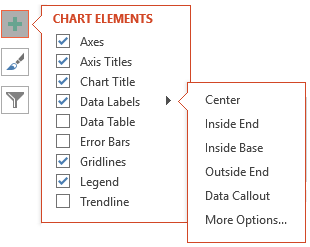 CHART ELEMENTS
Axes
Axis Titles
Chart Title
Data Labels
Data Table
Error Bars
Gridlines
Legend
Trendline
Center
Inside End
Inside Base
Outside End
Data Callout
More Options...